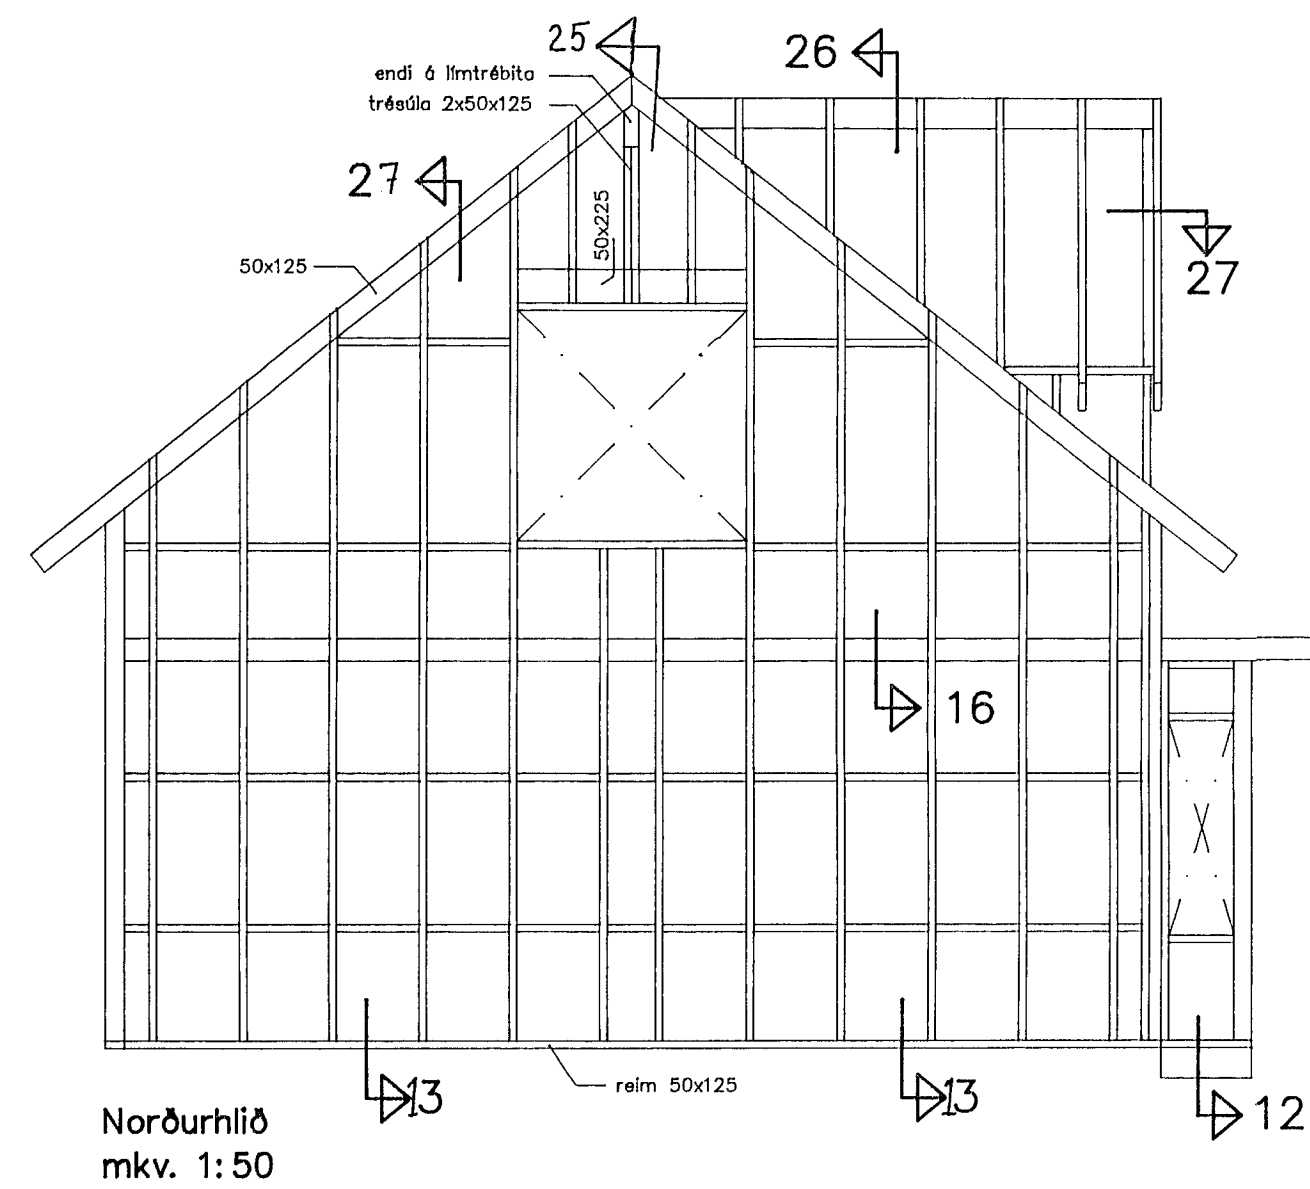 25
26
endi á límtrébita
trésúla 2x50x125
27
50x225
50x125
27
16
13
13
12
reim 50x125
Norðurhlið
mkv. 1:50